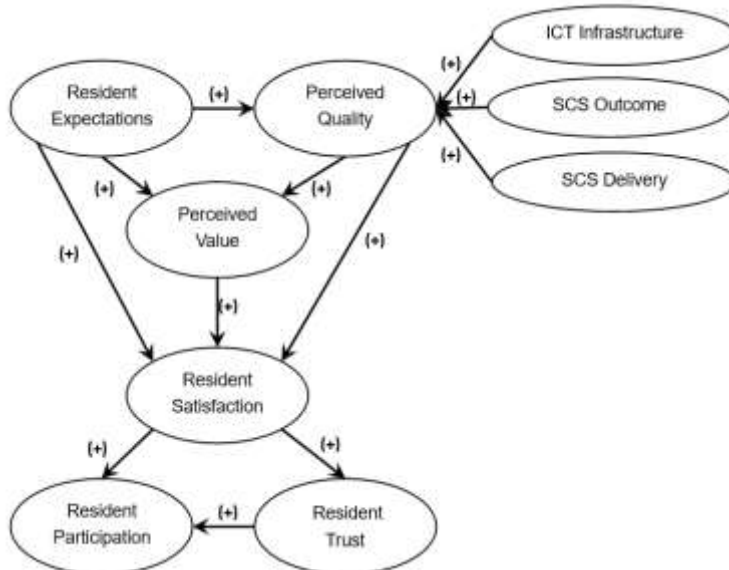 ICT Infrastructure
(+)
Resident
Expectations
(+)
Perceived
Quality
(+)
SCS Outcome
(+)
SCS Delivery
(+)
(+)
Perceived
Value
(+)
(+)
(+)
Resident
Satisfaction
(+)
(+)
Resident
Participation
(+)
Resident
Trust